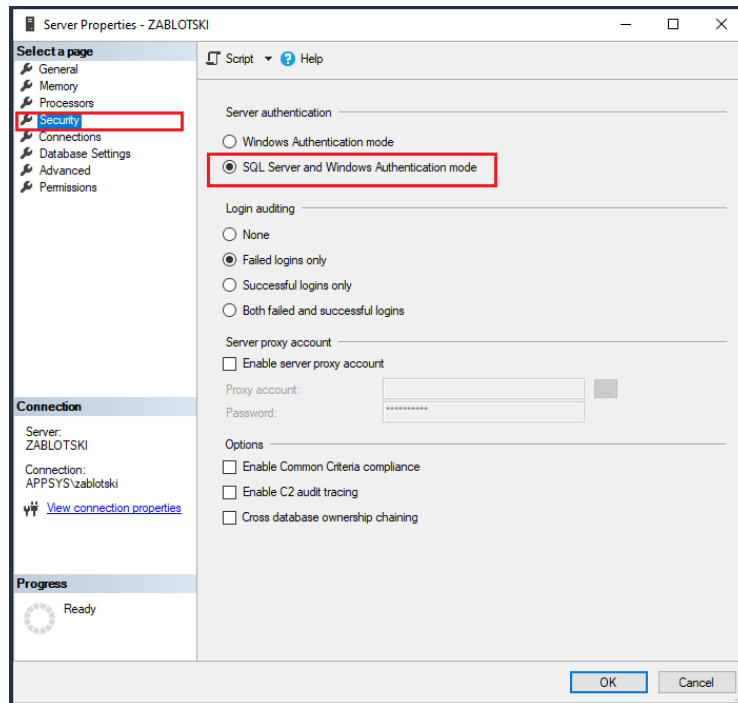 Server Properties - ZABLOTSKI
Select a page
General
Memory
Processors
Security
Connections
Database Settings
Advanced
Permissions
Connection
Server:
ZABLOTSKI
Connection:
APPSYS\zablotski
View connection properties
Progress
Ready
Script
Help
Server authentication
Windows Authentication mode
SQL Server and Windows Authentication mode
Login auditing
None
Failed logins only
Successful logins only
Both failed and successful logins
Server proxy account
Enable server proxy account
Proxy account:
...
Password:
**********
Options
Enable Common Criteria compliance
Enable C2 audit tracing
Cross database ownership chaining
OK
Cancel